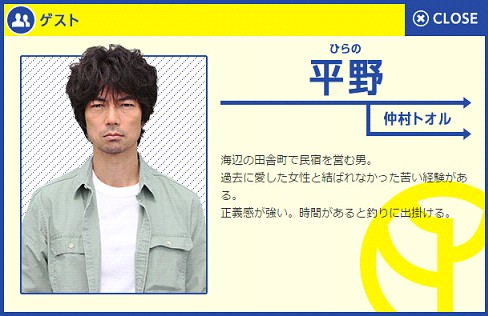 ゲスト
CLOSE
ひらの
平野
仲村トオル
海辺の田舎町で民宿を営む男。
過去に愛した女性と結ばれなかった苦い経験があ
る。
正義感が強い。時間があると釣りに出掛ける。